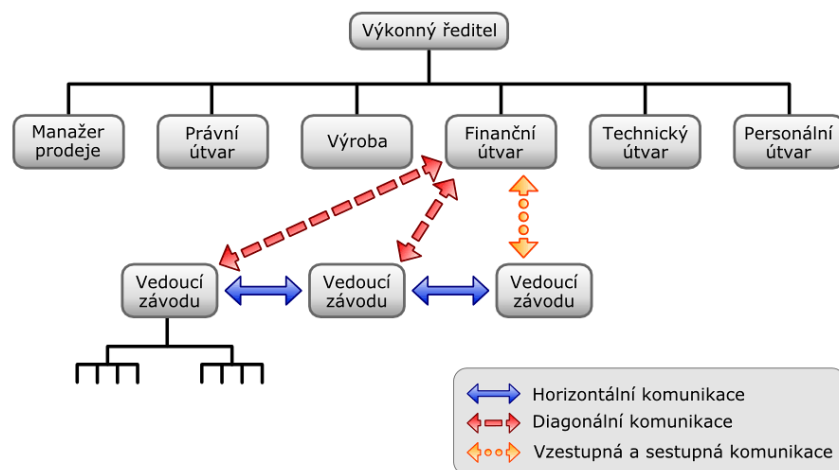 Výkonný ředitel
Manažer
prodeje
Právní
útvar
Výroba
Finanční
útvar
Technický
útvar
Personální
útvar
Vedoucí
závodu
Vedoucí
závodu
Vedoucí
závodu
Horizontální komunikace
Diagonální komunikace
Vzestupná a sestupná komunikace